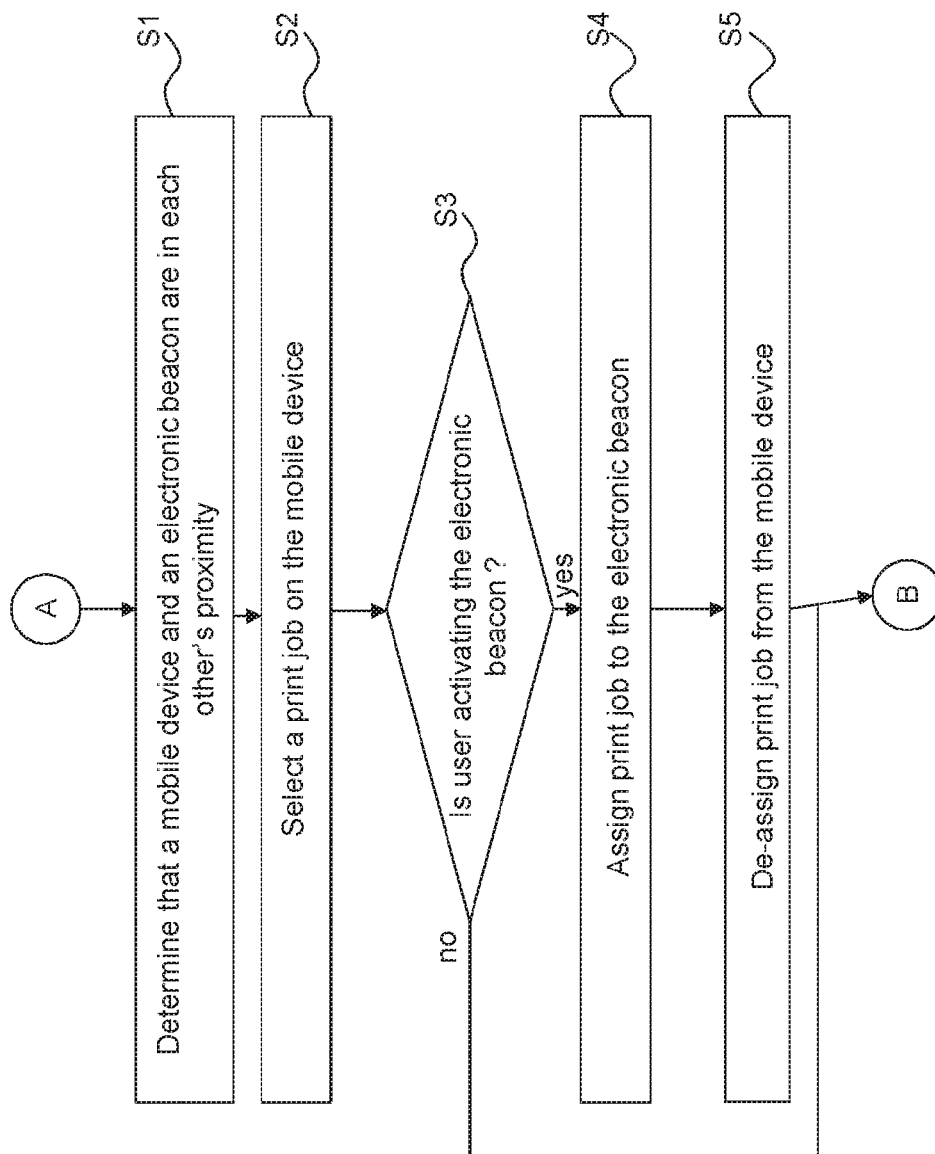 A
Determine that a mobile device and an electronic beacon are in each
other's proximity
S1
Select a print job on the mobile device
S2
Is user activating the electronic
beacon ?
S3
no
yes
Assign print job to the electronic beacon
S4
De-assign print job from the mobile device
S5
B